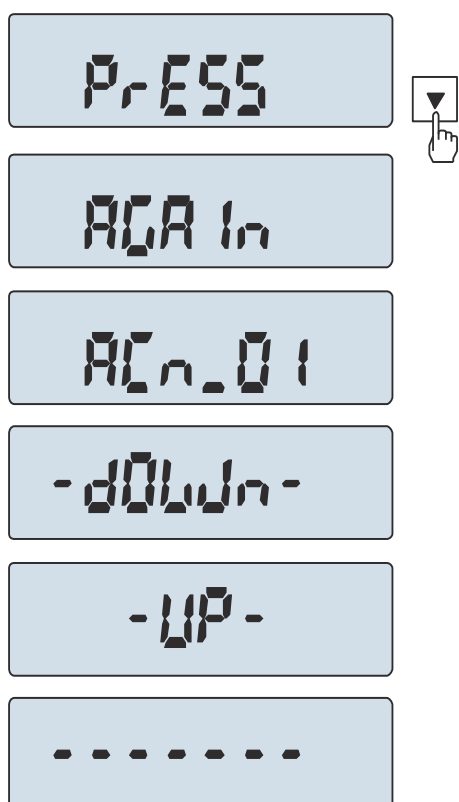 PrESS
AGAIn
ACn_01
-dOWn-
-UP-
-------